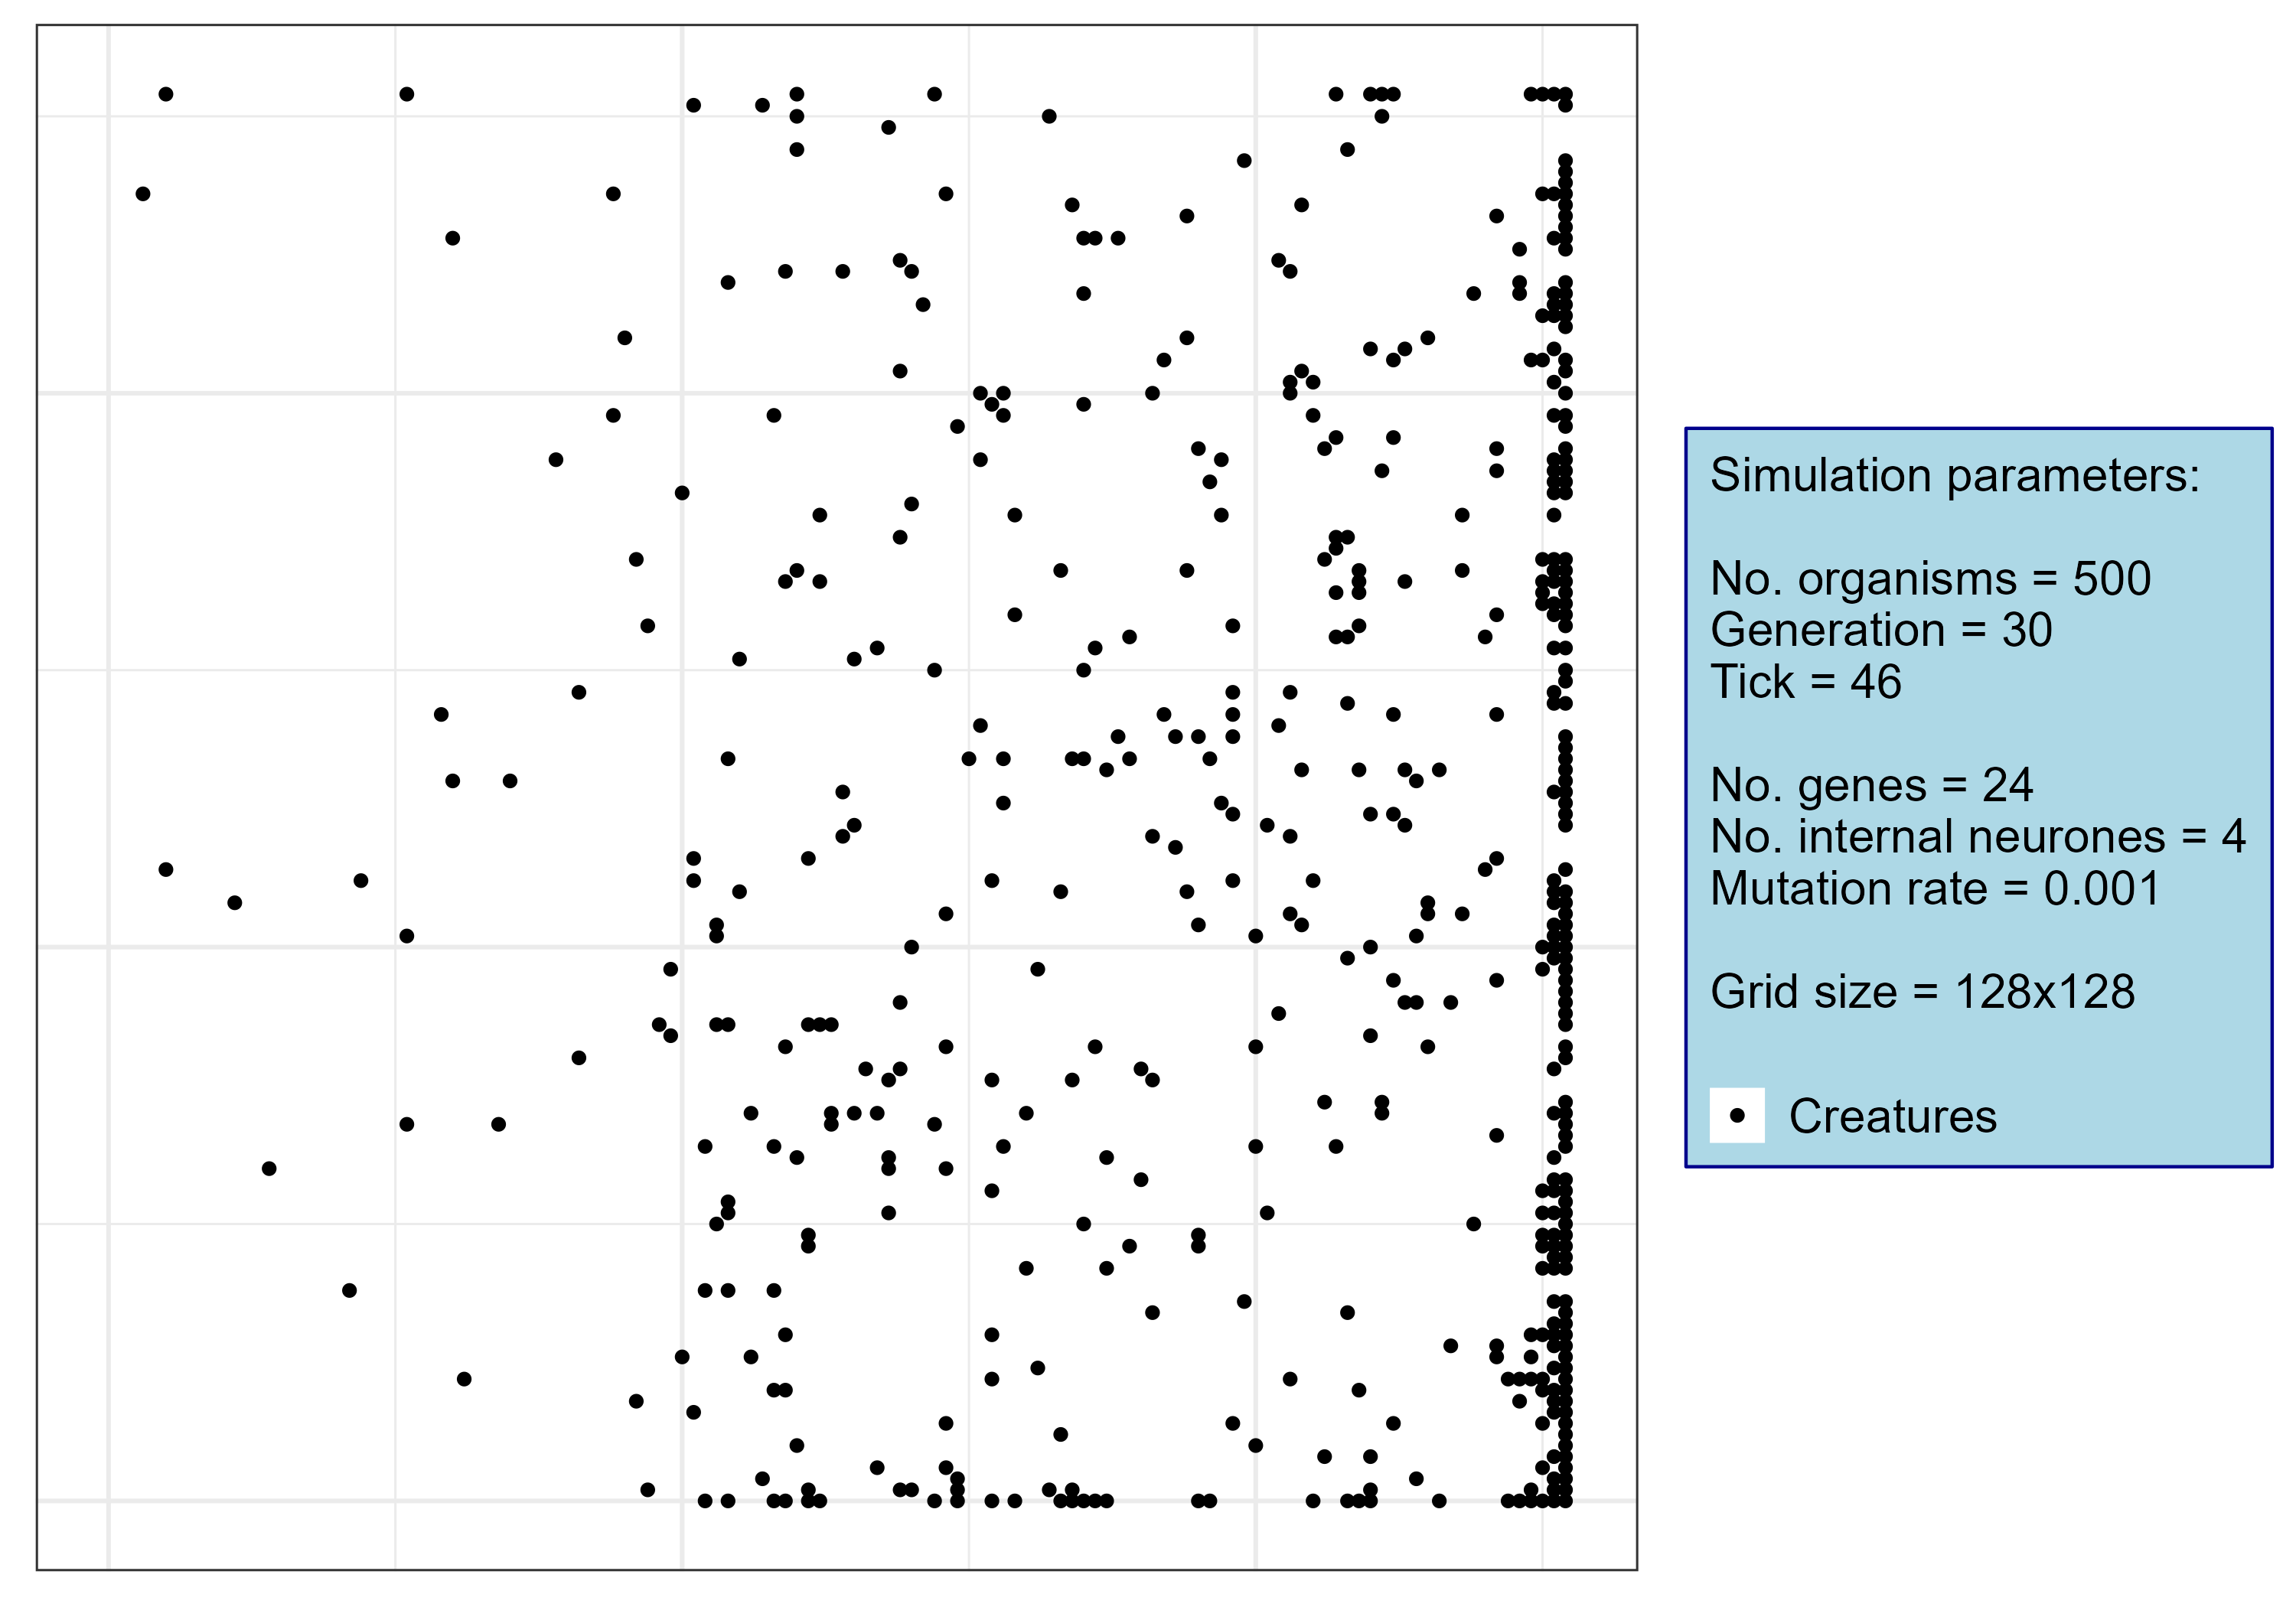 Simulation parameters:
No. organisms = 500
Generation = 30
Tick = 46
No. genes = 24
No. internal neurones = 4
Mutation rate = 0.001
Grid size = 128x128
Creatures